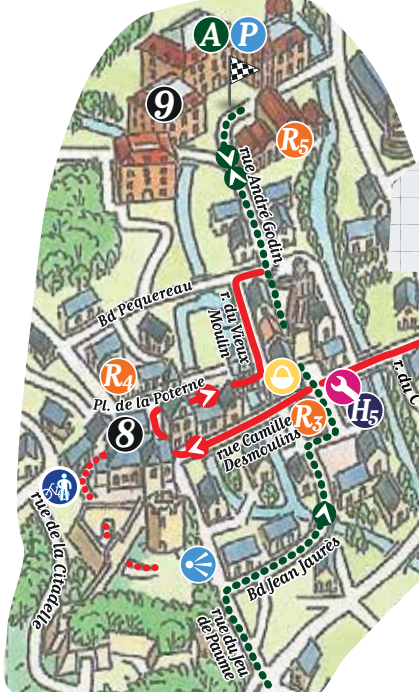 A P
9
R5
rue André Godin
Bd Pequereau
r. du Vieux
Moulin
R4
Pl. de la Poterne
8
R3
H5
r. du C
rue Camille
Desmoulins
rue de la Citadelle
Bd Jean Jaurès
rue du Jeu
de Paume